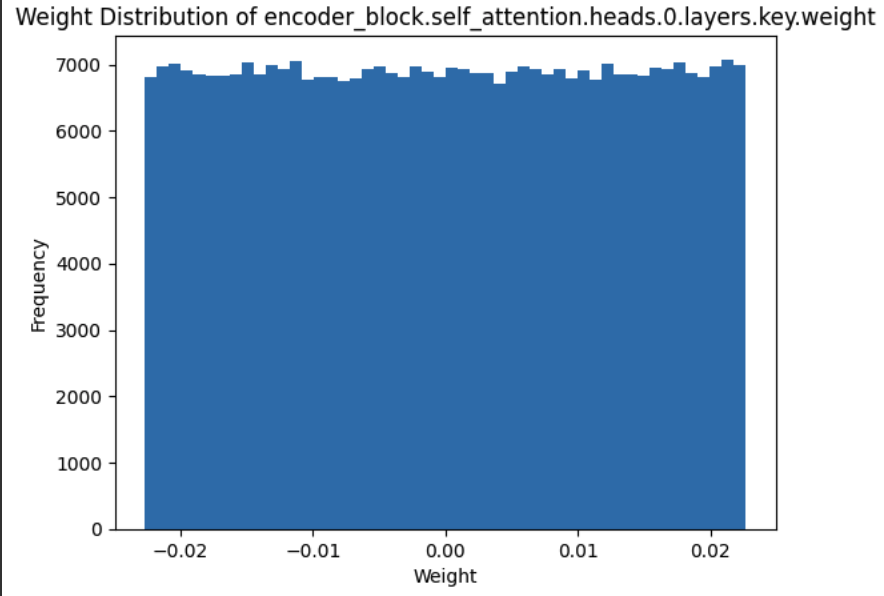 Weight Distribution of encoder_block.self_attention.heads.0.layers.key.weight
7000
6000
5000
4000
3000
2000
1000
0
Frequency
−0.02 −0.01 0.00 0.01 0.02
Weight